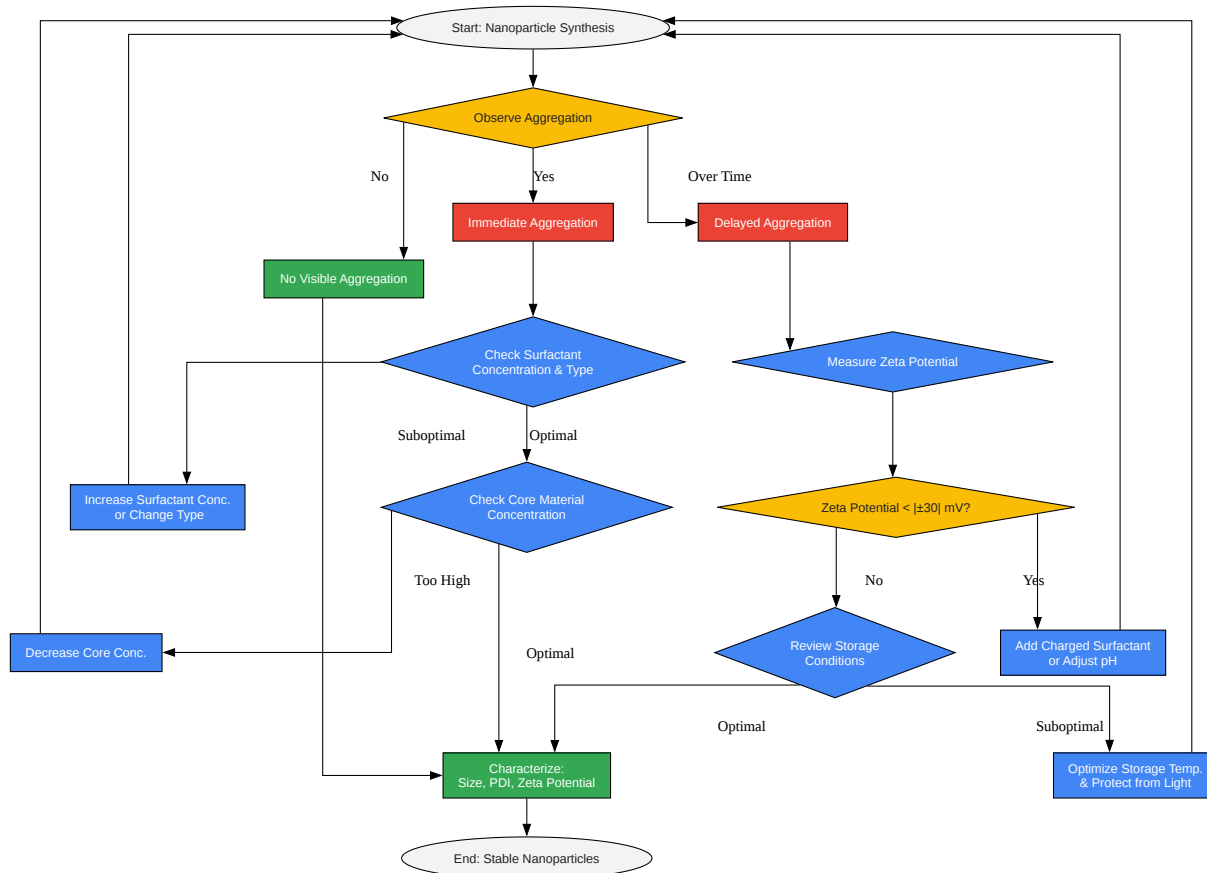 Start: Nanoparticle Synthesis
Observe Aggregation
No
Yes
Over Time
Immediate Aggregation
Delayed Aggregation
No Visible Aggregation
Check Surfactant
Concentration & Type
Measure Zeta Potential
Suboptimal
Optimal
Increase Surfactant Conc.
or Change Type
Check Core Material
Concentration
Zeta Potential < |±30| mV?
Too High
No
Yes
Decrease Core Conc.
Optimal
Review Storage
Conditions
Add Charged Surfactant
or Adjust pH
Optimal
Suboptimal
Characterize:
Size, PDI, Zeta Potential
Optimize Storage Temp.
& Protect from Light
End: Stable Nanoparticles